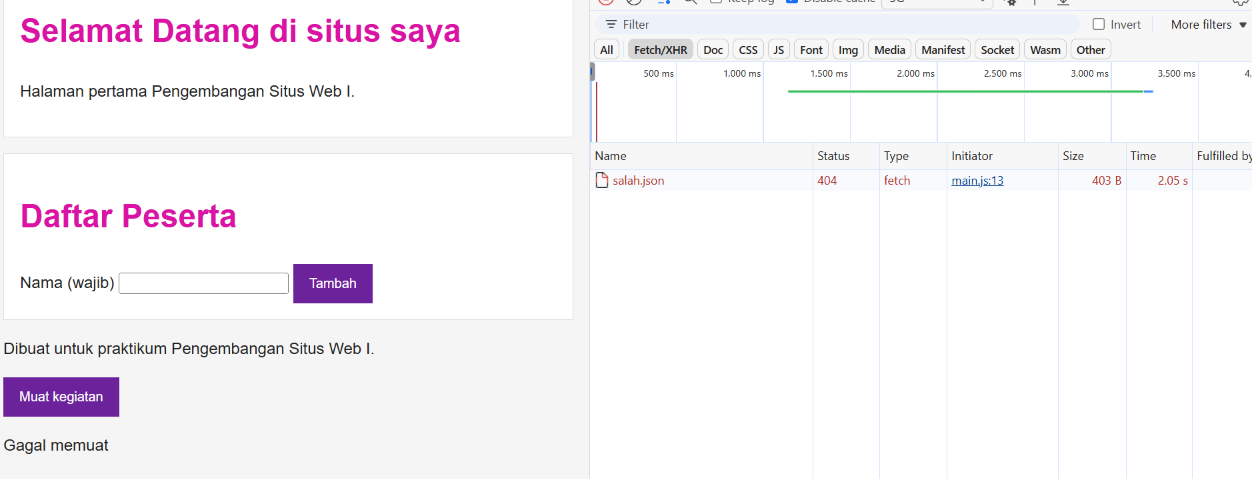 Selamat Datang di situs saya
Halaman pertama Pengembangan Situs Web I.
Daftar Peserta
Nama (wajib) Tambah
Dibuat untuk praktikum Pengembangan Situs Web I.
Muat kegiatan
Gagal memuat
Keep log Disable cache 3G
Filter Invert More filters
All Fetch/XHR Doc CSS JS Font Img Media Manifest Socket Wasm Other
500 ms 1.000 ms 1.500 ms 2.000 ms 2.500 ms 3.000 ms 3.500 ms 4.
Name Status Type Initiator Size Time Fulfilled by
salah.json 404 fetch main.js:13 403 B 2.05 s